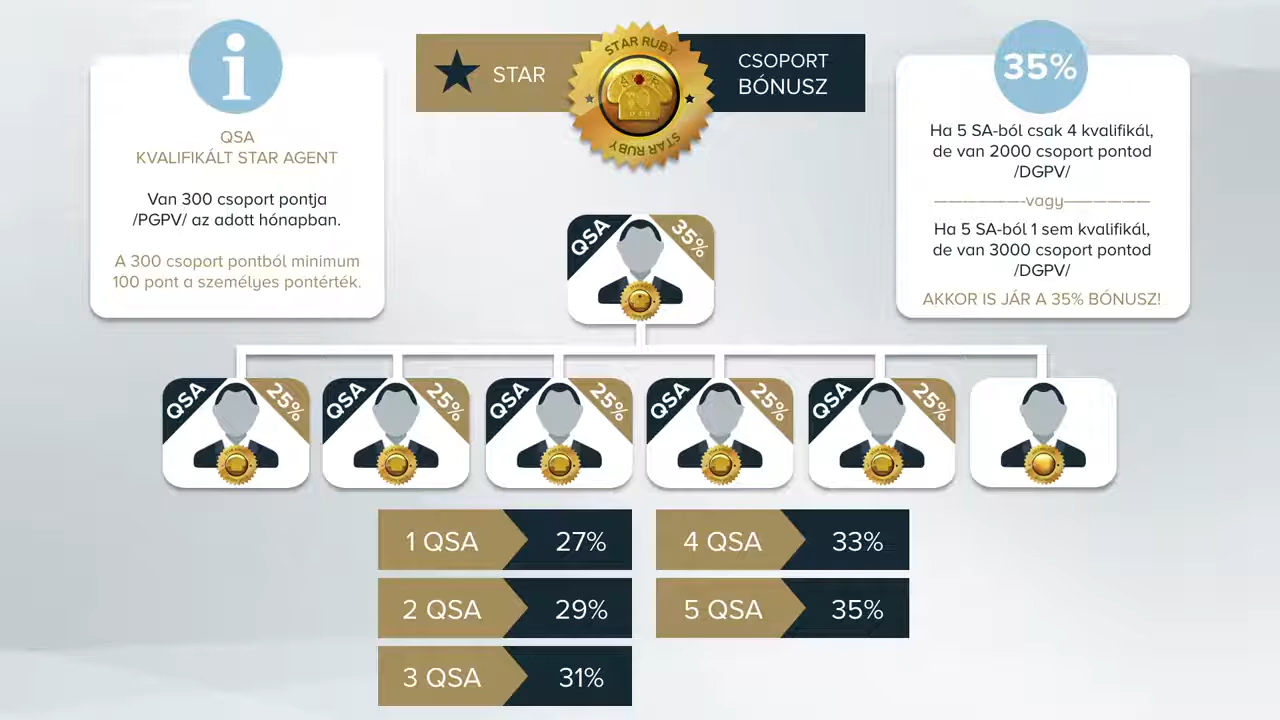 i
QSA
KVALIFIKÁLT STAR AGENT
Van 300 csoport pontja
/PGPV/ az adott hónapban.
A 300 csoport pontból minimum
100 pont a személyes pontérték.
STAR
STAR RUBY
STAR RUBY
CSOPORT
BÓNUSZ
35%
Ha 5 SA-ból csak 4 kvalifikál,
de van 2000 csoport pontod
/DGPV/
———————-vagy——————
Ha 5 SA-ból 1 sem kvalifikál,
de van 3000 csoport pontod
/DGPV/
AKKOR IS JÁR A 35% BÓNUSZ!
QSA 35%
QSA 25%
QSA 25%
QSA 25%
QSA 25%
QSA 25%
1 QSA 27%
2 QSA 29%
3 QSA 31%
4 QSA 33%
5 QSA 35%